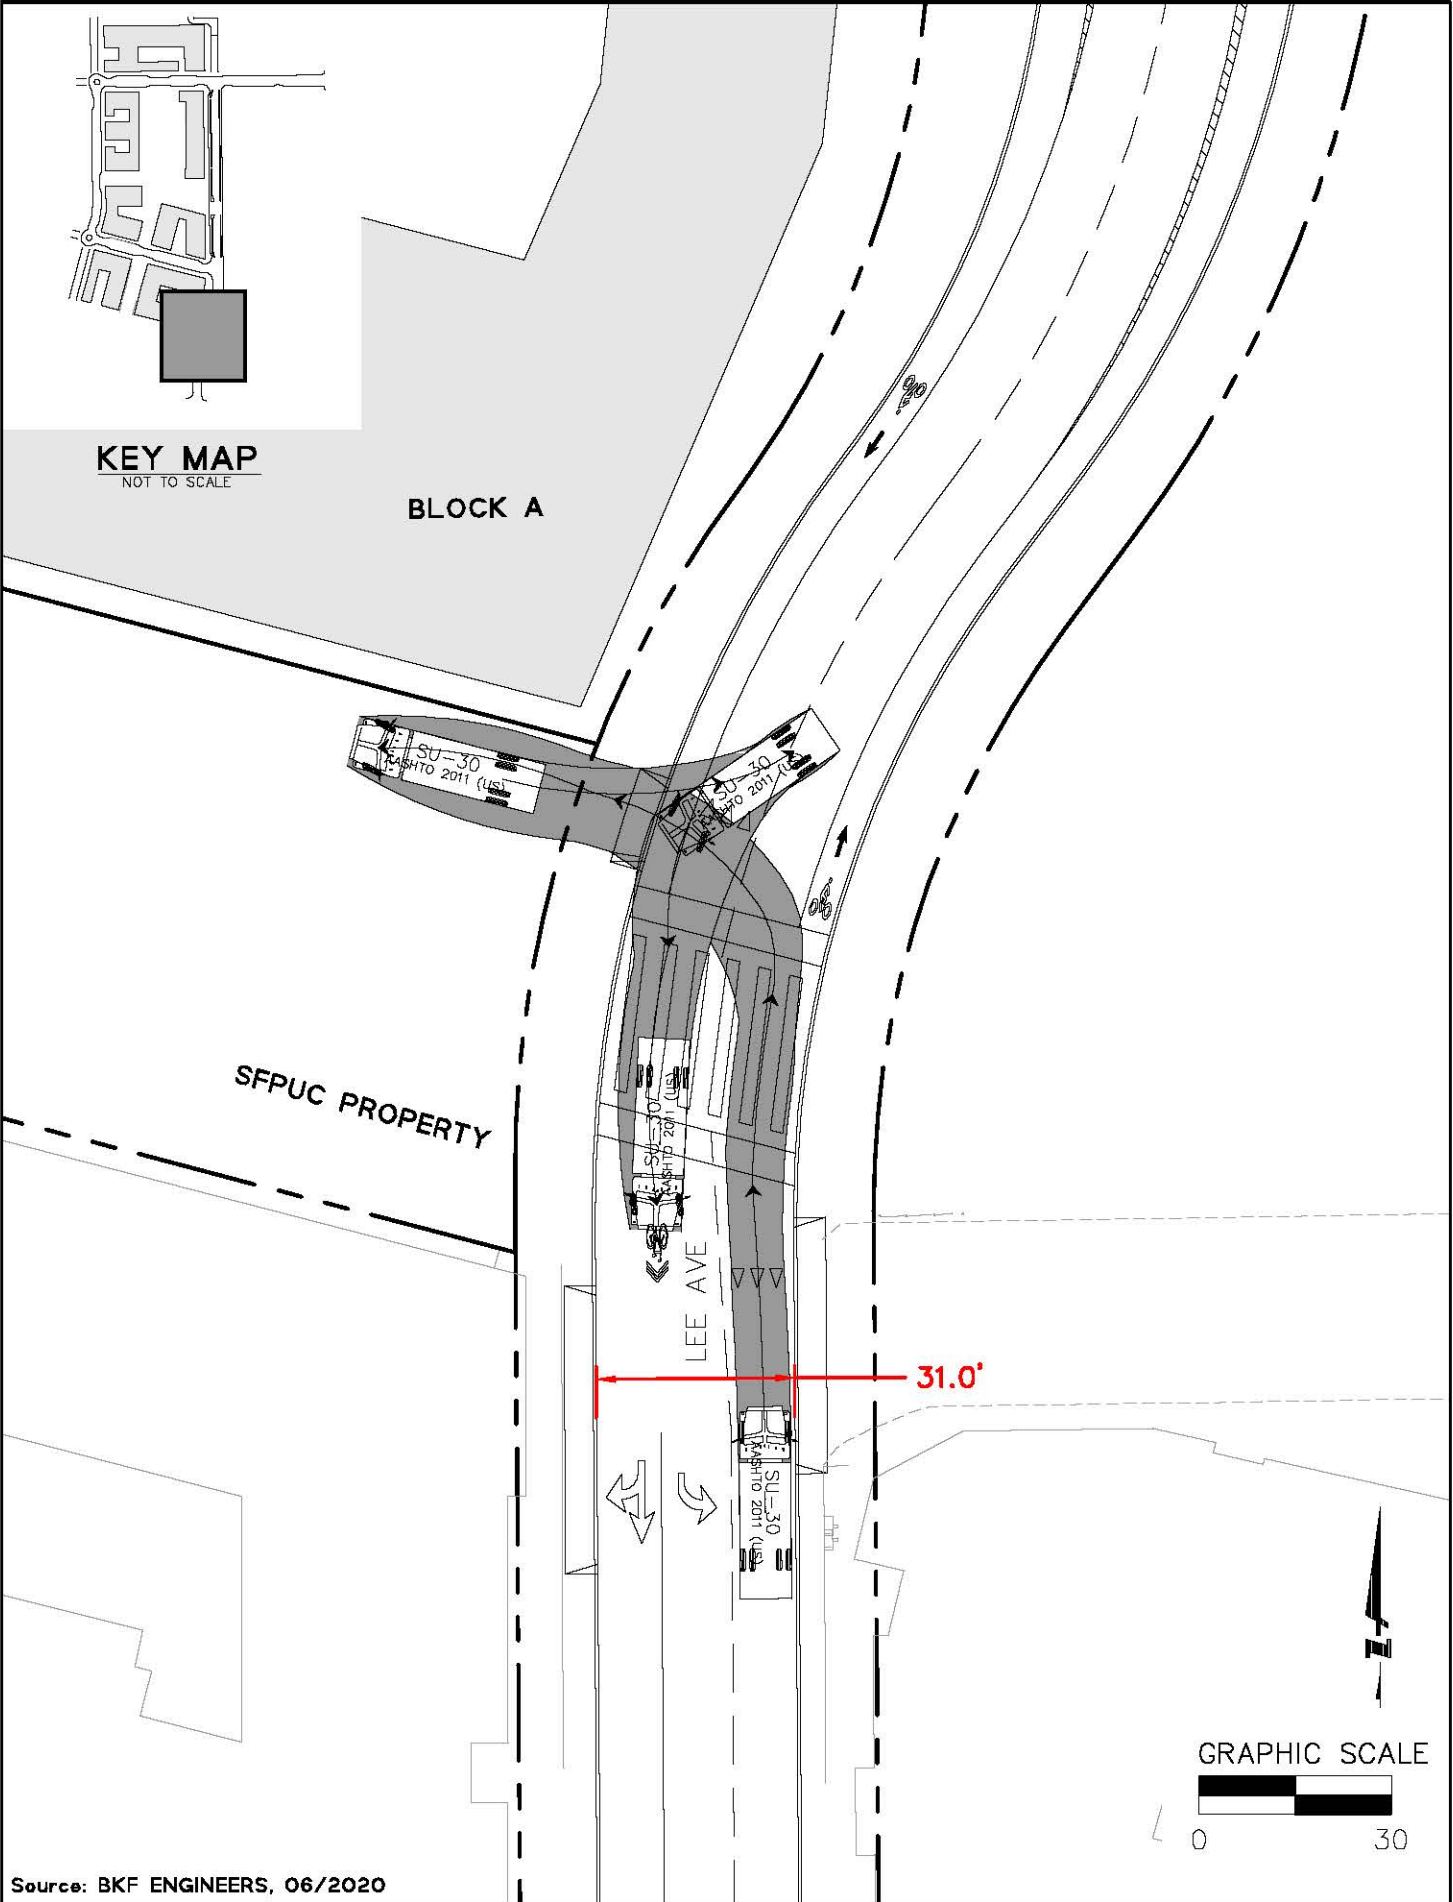 KEY MAP
NOT TO SCALE
BLOCK A
SU-30
AASHTO 2011 (US)
SU-30
AASHTO 2011 (US)
SFPUC PROPERTY
SU-30
AASHTO 2011 (US)
LEE AVE
31.0'
SU-30
AASHTO 2011 (US)
GRAPHIC SCALE
0 30
Source: BKF ENGINEERS, 06/2020